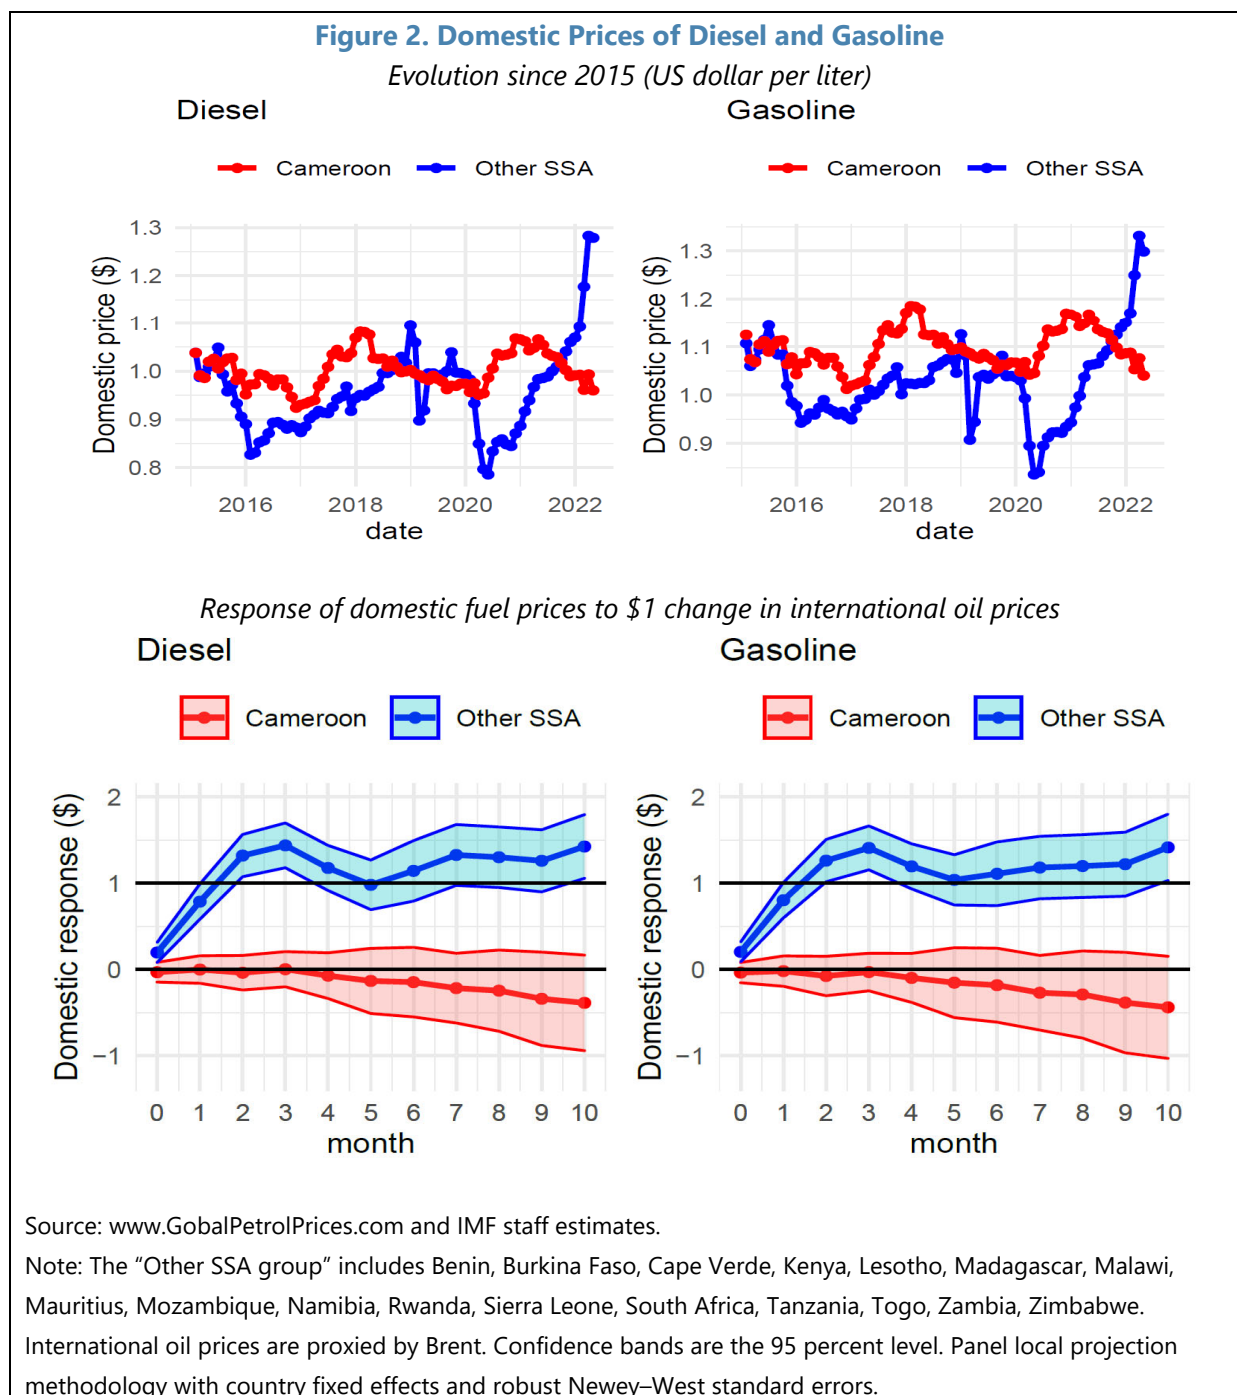 Figure 2. Domestic Prices of Diesel and Gasoline
Evolution since 2015 (US dollar per liter)
Diesel
Cameroon Other SSA
Domestic price ($)
1.3
1.2
1.1
1.0
0.9
0.8
2016 2018 2020 2022
date
Gasoline
Cameroon Other SSA
Domestic price ($)
1.3
1.2
1.1
1.0
0.9
2016 2018 2020 2022
date
Response of domestic fuel prices to $1 change in international oil prices
Diesel
Cameroon Other SSA
Domestic response ($)
2
1
0
−1
0 1 2 3 4 5 6 7 8 9 10
month
Gasoline
Cameroon Other SSA
Domestic response ($)
2
1
0
−1
0 1 2 3 4 5 6 7 8 9 10
month
Source: www.GobalPetrolPrices.com and IMF staff estimates.
Note: The “Other SSA group” includes Benin, Burkina Faso, Cape Verde, Kenya, Lesotho, Madagascar, Malawi,
Mauritius, Mozambique, Namibia, Rwanda, Sierra Leone, South Africa, Tanzania, Togo, Zambia, Zimbabwe.
International oil prices are proxied by Brent. Confidence bands are the 95 percent level. Panel local projection
methodology with country fixed effects and robust Newey–West standard errors.